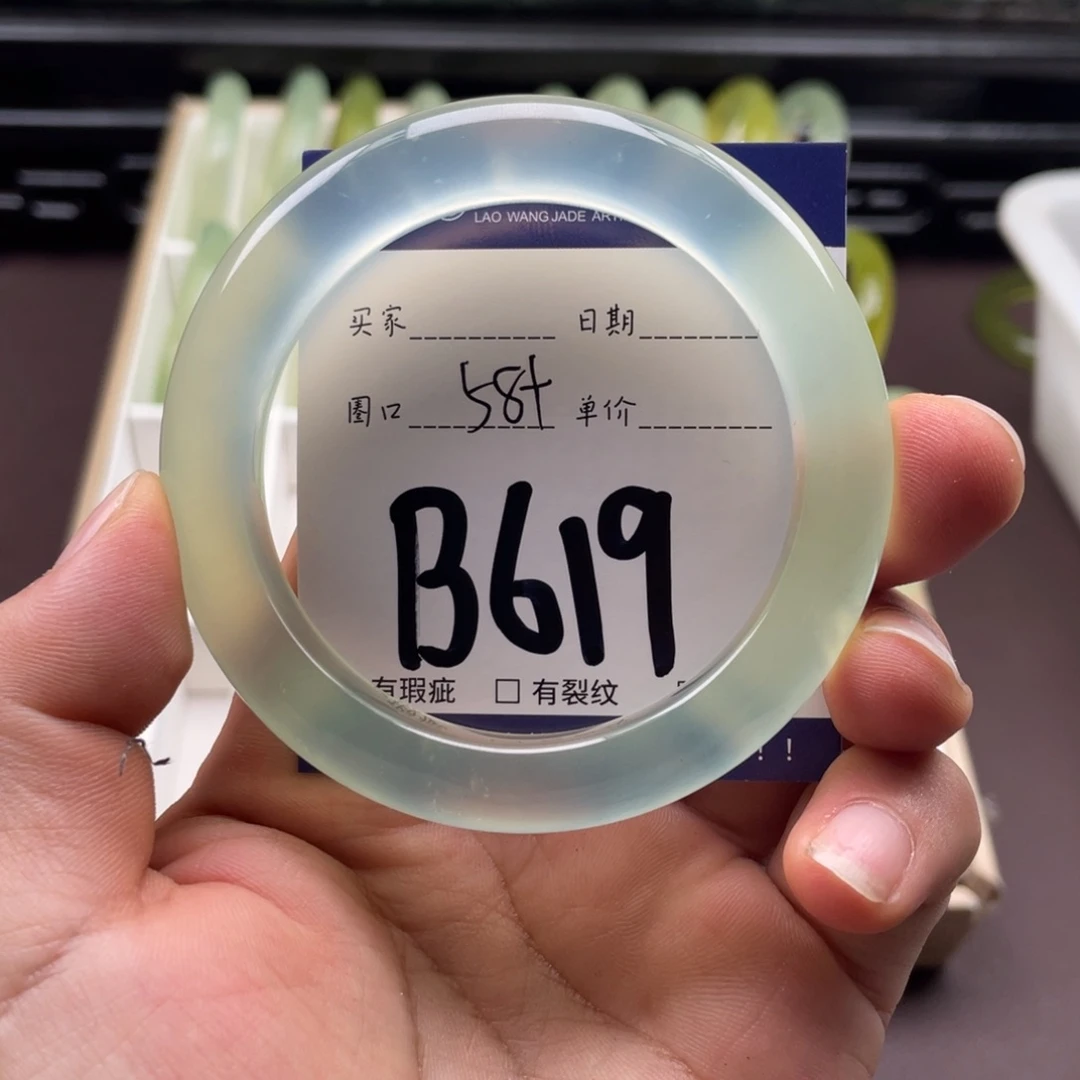 LAO WANG JADE
买家 日期
圈口 58+ 单价
B619
有瑕疵 □ 有裂纹
!!